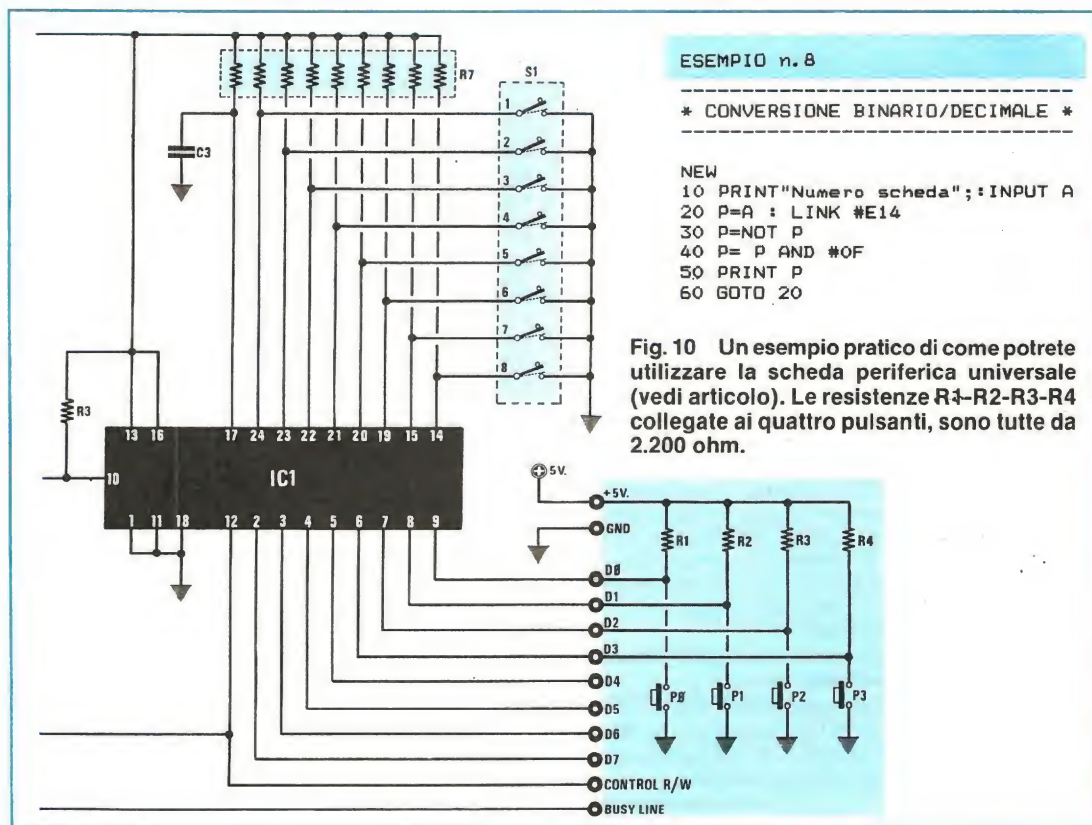 R7
S1
1
2
3
4
5
6
7
8
C3
R3
13 16 17 24 23 22 21 20 19 15 14
10
IC1
1 11 18 12 2 3 4 5 6 7 8 9
5V.
+5V.
GND
R1 R2 R3 R4
DØ
D1
D2
D3
D4
D5
D6
D7
PØ P1 P2 P3
CONTROL R/W
BUSY LINE
ESEMPIO n.8
* CONVERSIONE BINARIO/DECIMALE *
NEW
10 PRINT"Numero scheda";:INPUT A
20 P=A : LINK #E14
30 P=NOT P
40 P= P AND #OF
50 PRINT P
60 GOTO 20
Fig. 10 Un esempio pratico di come potrete
utilizzare la scheda periferica universale
(vedi articolo). Le resistenze R1-R2-R3-R4
collegate ai quattro pulsanti, sono tutte da
2.200 ohm.